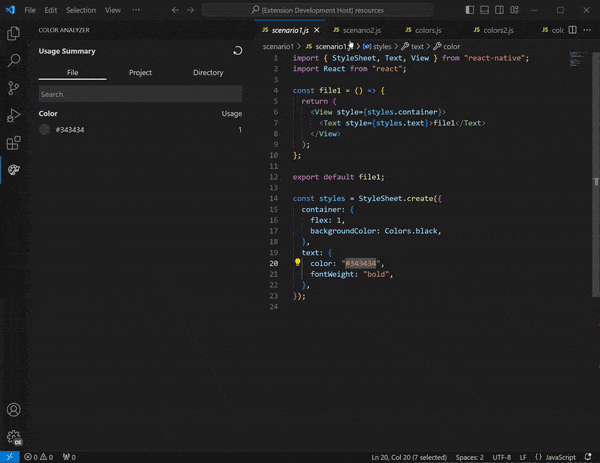 File Edit Selection View ··· [Extension Development Host] resources
COLOR ANALYZER
Usage Summary
File Project Directory
Search
Color Usage
#343434 1
JS scenario1.js JS scenario2.js JS colors.js JS colors2.js JS
scenario1 > JS scenario1.js > styles > text > color
1 import { StyleSheet, Text, View } from "react-native";
2 import React from "react";
3
4 const file1 = () => {
5 return (
6 <View style={styles.container}>
7 <Text style={styles.text}>file1</Text>
8 </View>
9 );
10 };
11
12 export default file1;
13
14 const styles = StyleSheet.create({
15 container: {
16 flex: 1,
17 backgroundColor: Colors.black,
18 },
19 text: {
20 color: "#343434",
21 fontWeight: "bold",
22 },
23 });
24
DE
0 0 0 Ln 20, Col 20 (7 selected) Spaces: 2 UTF-8 LF {} JavaScript